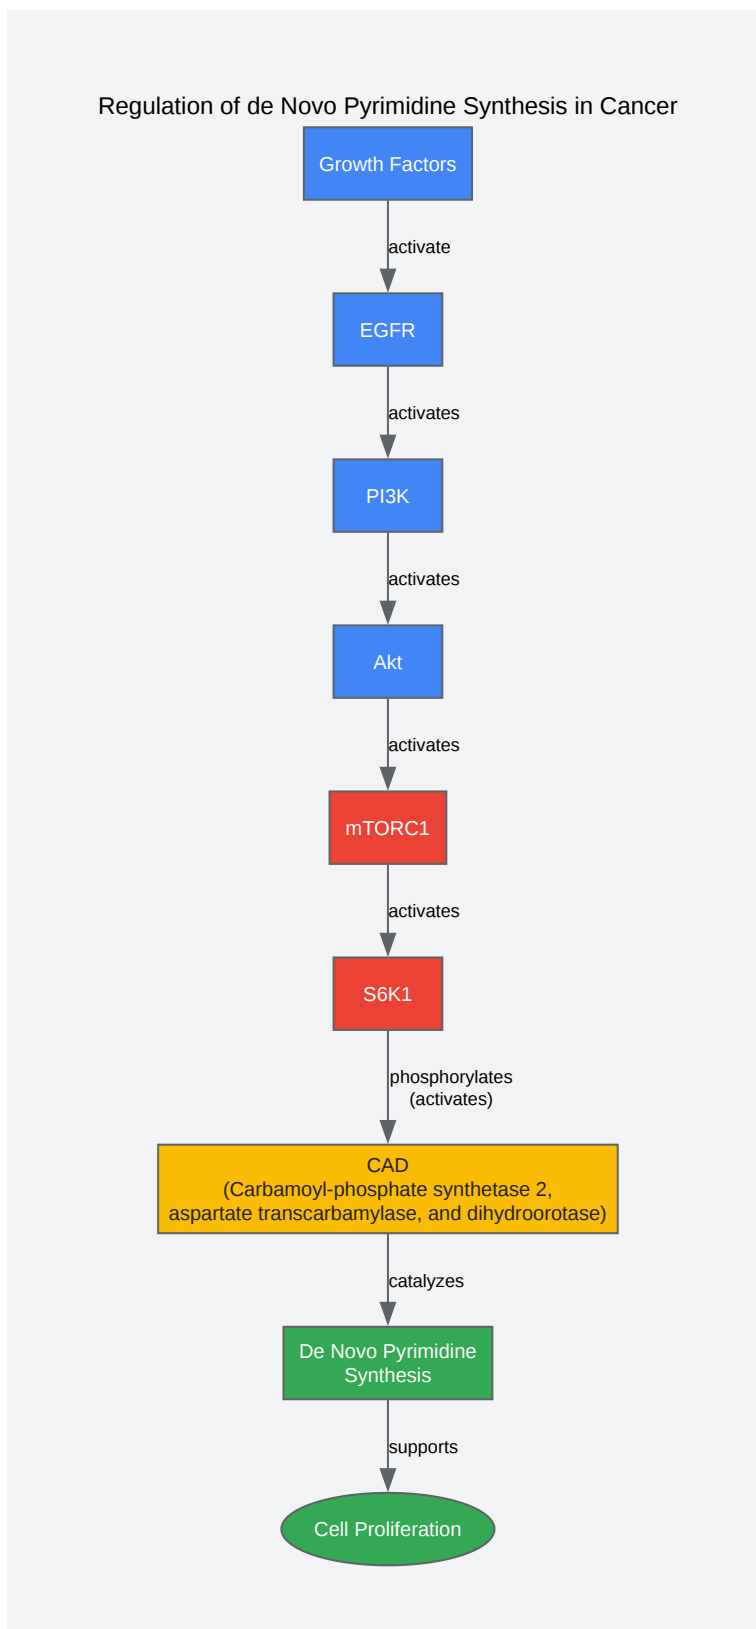 Regulation of de Novo Pyrimidine Synthesis in Cancer
Growth Factors
activate
EGFR
activates
PI3K
activates
Akt
activates
mTORC1
activates
S6K1
phosphorylates
(activates)
CAD
(Carbamoyl-phosphate synthetase 2,
aspartate transcarbamylase, and dihydroorotase)
catalyzes
De Novo Pyrimidine
Synthesis
supports
Cell Proliferation